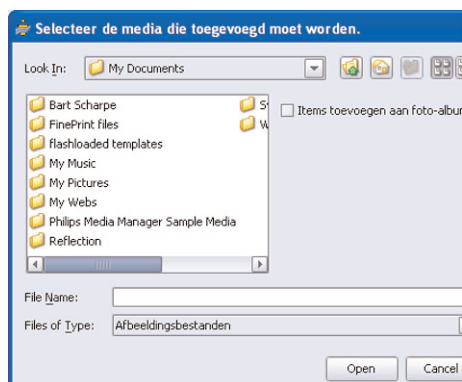 Selecteer de media die toegevoegd moet worden.
Look In: My Documents
Bart Scharpe
FinePrint files
flashloaded templates
My Music
My Pictures
My Webs
Philips Media Manager Sample Media
Reflection
Items toevoegen aan foto-albur
File Name:
Files of Type: Afbeeldingsbestanden
Open Cancel